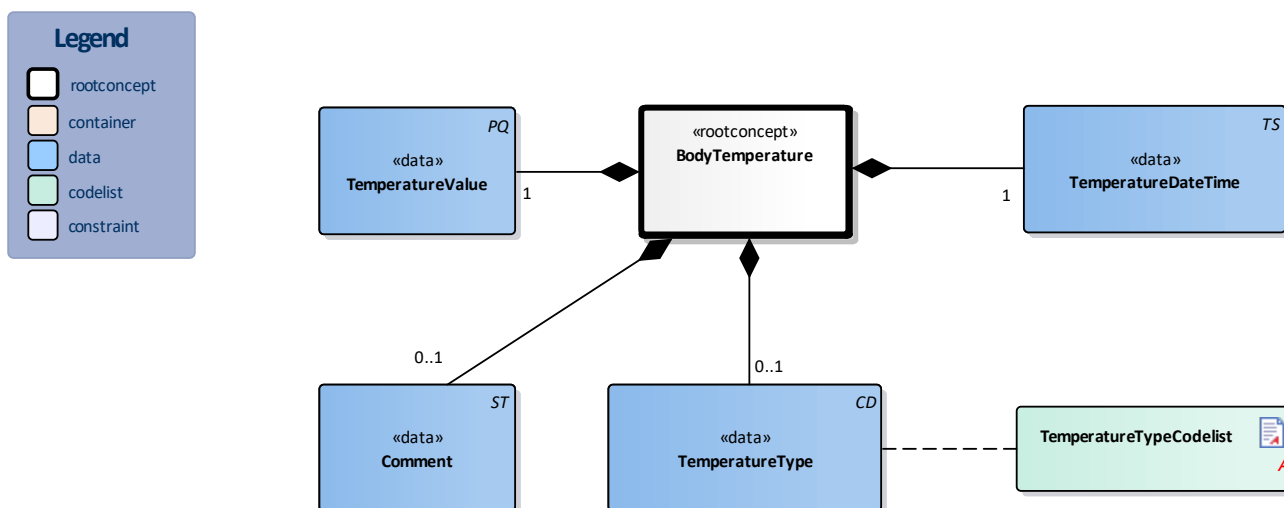 Legend
rootconcept
container
data
codelist
constraint
PQ
«data»
TemperatureValue
1
«rootconcept»
BodyTemperature
TS
«data»
TemperatureDateTime
1
0..1
0..1
ST
«data»
Comment
CD
«data»
TemperatureType
TemperatureTypeCodelist
A
A